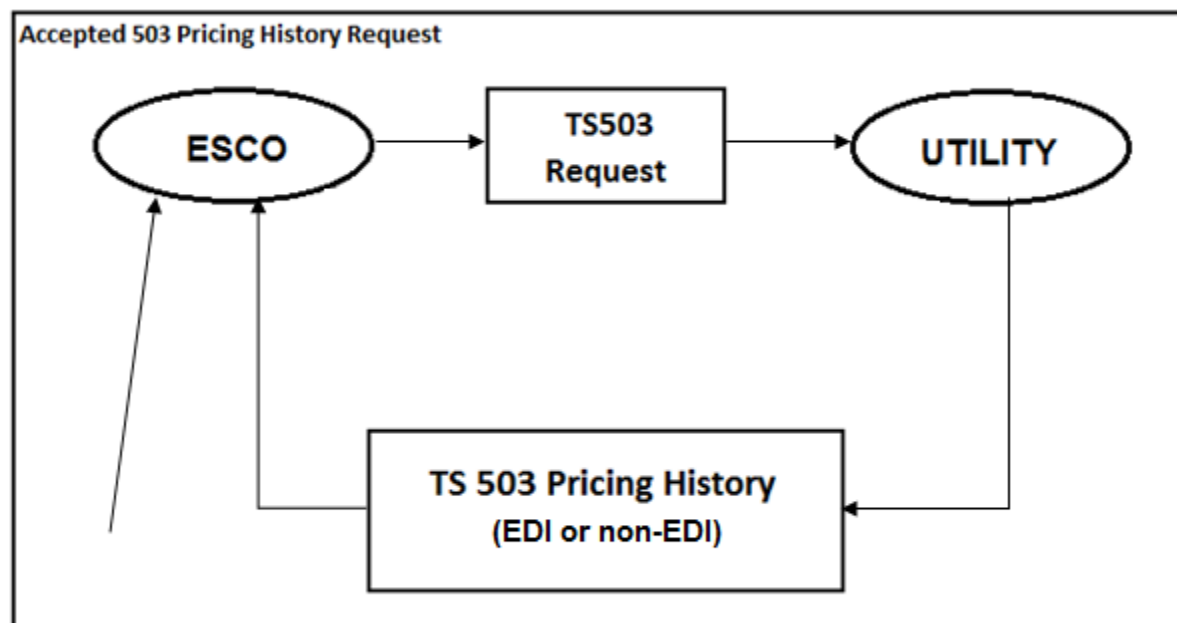 Accepted 503 Pricing History Request
ESCO
TS503
Request
UTILITY
TS 503 Pricing History
(EDI or non-EDI)